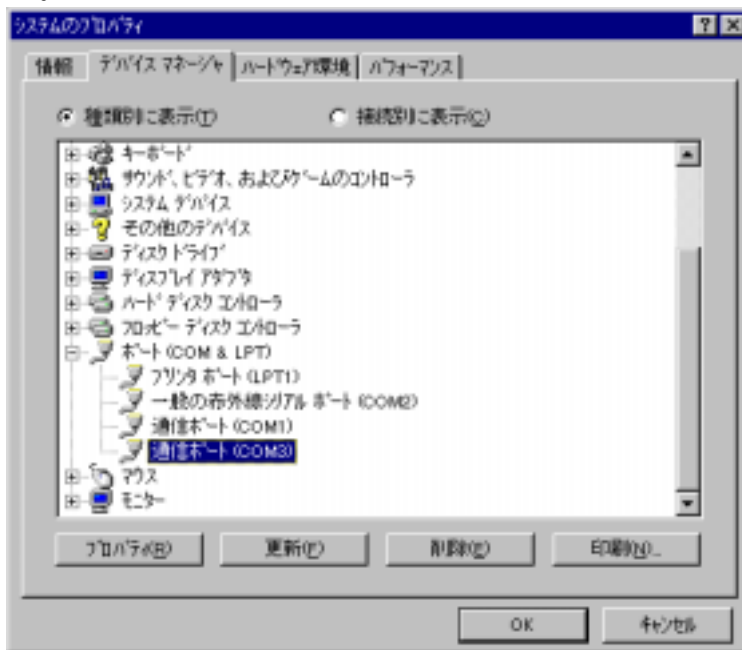 システムのプロパティ
情報 デバイス マネージャ ハードウェア環境 パフォーマンス
種類別に表示(T) 接続別に表示(C)
キーボード
サウンド、ビデオ、およびゲームのコントローラ
システム デバイス
その他のデバイス
ディスク ドライブ
ディスプレイ アダプタ
ハード ディスク コントローラ
フロッピー ディスク コントローラ
ポート (COM & LPT)
プリンタ ポート (LPT1)
一般の赤外線シリアル ポート (COM2)
通信ポート (COM1)
通信ポート (COM3)
マウス
モニター
プロパティ(R) 更新(F) 削除(E) 印刷(N)...
OK キャンセル